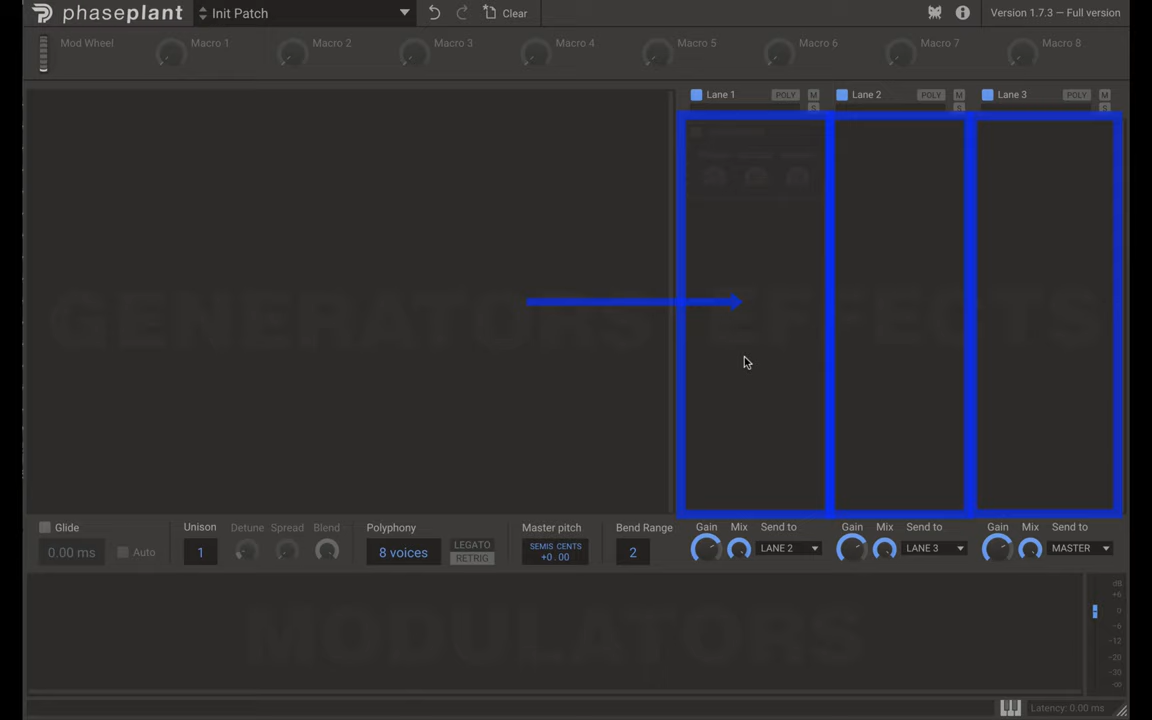 phaseplant Init Patch Clear Version 1.7.3 – Full version
Mod Wheel Macro 1 Macro 2 Macro 3 Macro 4 Macro 5 Macro 6 Macro 7 Macro 8
Lane 1 POLY M Lane 2 POLY M Lane 3 POLY M
S S S
GENERATORS EFFECTS
Glide Unison Detune Spread Blend Polyphony Master pitch Bend Range Gain Mix Send to Gain Mix Send to Gain Mix Send to
0.00 ms Auto 1 8 voices LEGATO RETRIG SEMIS CENTS +0.00 2 LANE 2 LANE 3 MASTER
MODULATORS
dB
+6
0
-6
-12
-20
-30
-∞
Latency: 0.00 ms